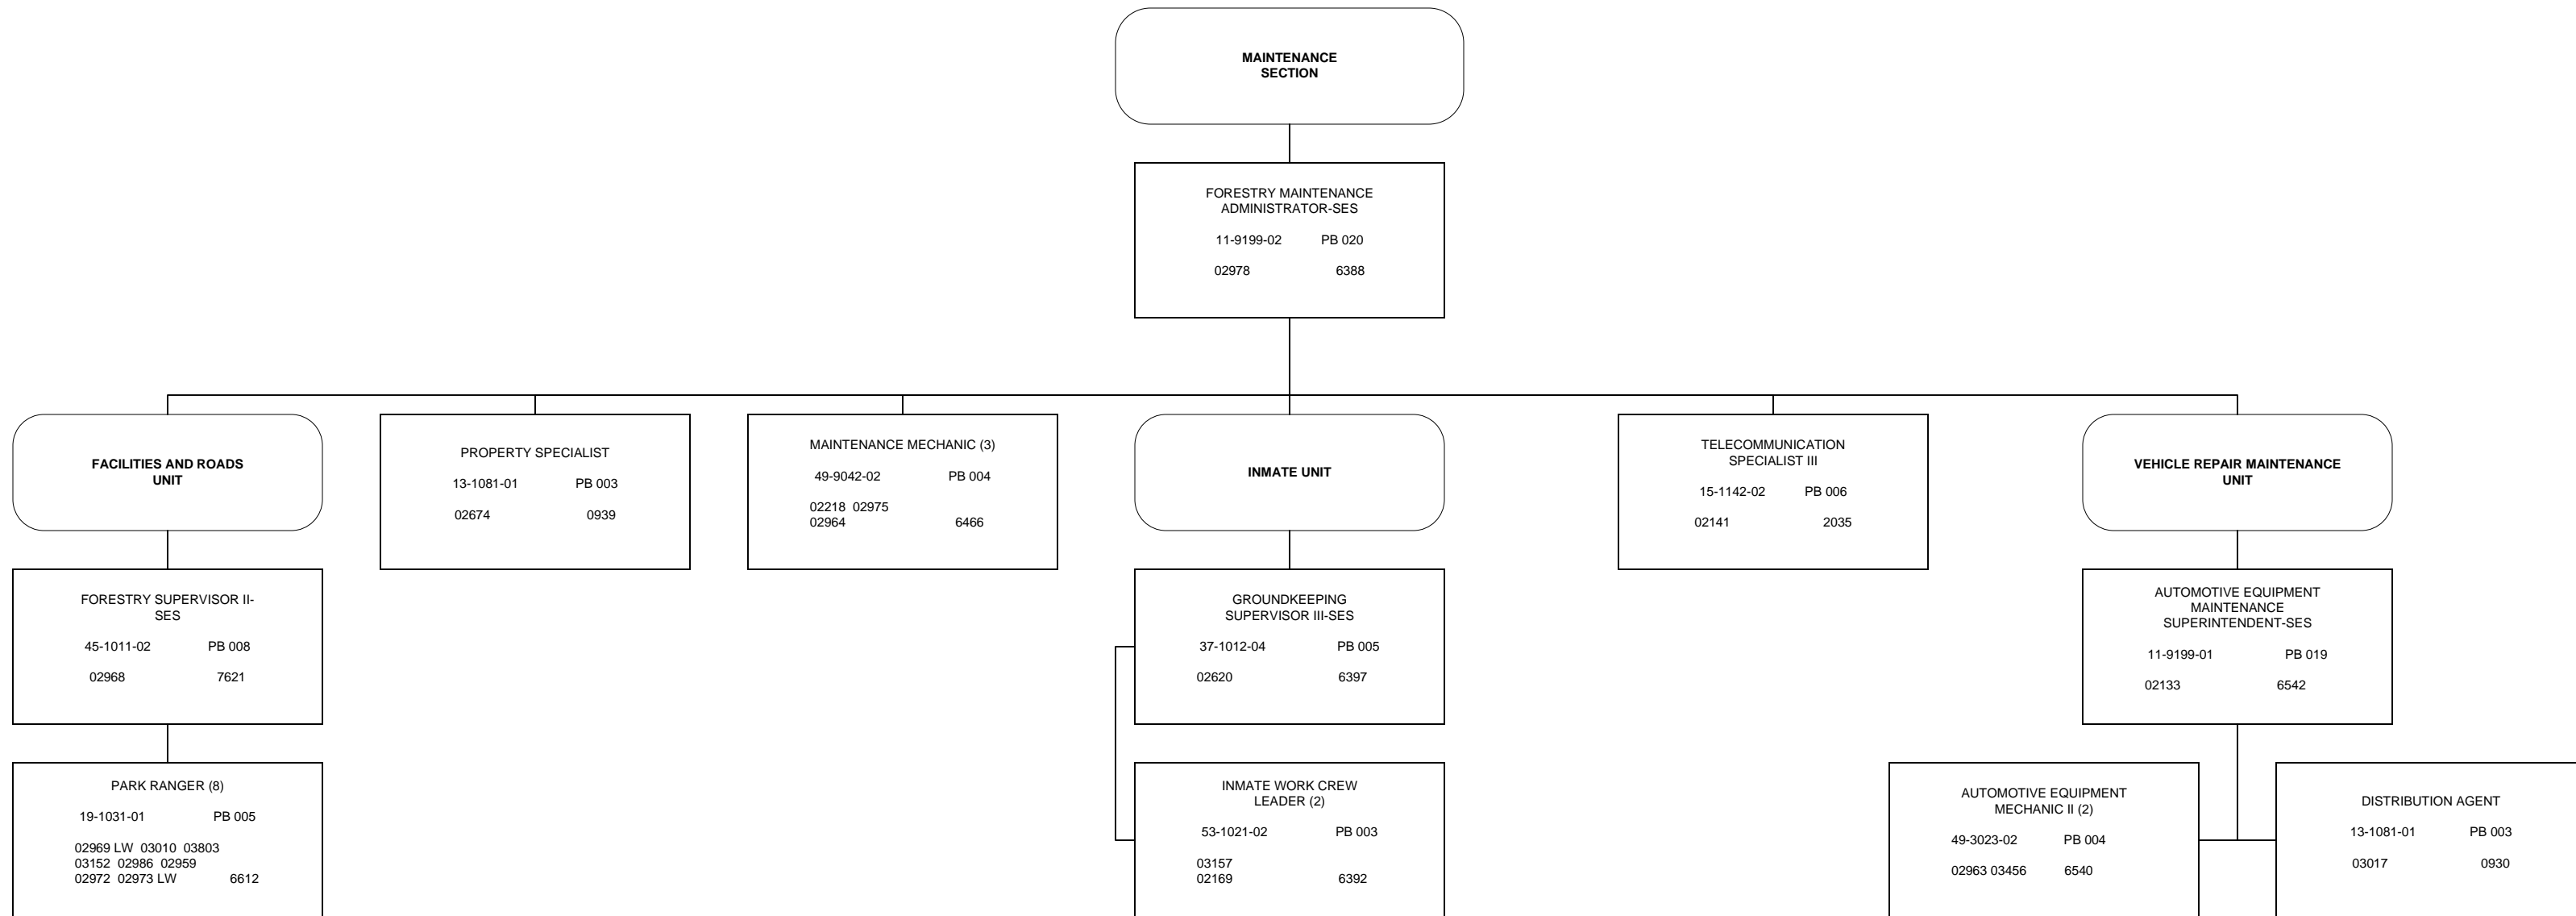 MAINTENANCE
SECTION
FORESTRY MAINTENANCE
ADMINISTRATOR-SES
11-9199-02 PB 020
02978 6388
FACILITIES AND ROADS
UNIT
FORESTRY SUPERVISOR II-
SES
45-1011-02 PB 008
02968 7621
PARK RANGER (8)
19-1031-01 PB 005
02969 LW 03010 03803
03152 02986 02959
02972 02973 LW 6612
PROPERTY SPECIALIST
13-1081-01 PB 003
02674 0939
MAINTENANCE MECHANIC (3)
49-9042-02 PB 004
02218 02975
02964 6466
INMATE UNIT
GROUNDKEEPING
SUPERVISOR III-SES
37-1012-04 PB 005
02620 6397
INMATE WORK CREW
LEADER (2)
53-1021-02 PB 003
03157
02169 6392
TELECOMMUNICATION
SPECIALIST III
15-1142-02 PB 006
02141 2035
VEHICLE REPAIR MAINTENANCE
UNIT
AUTOMOTIVE EQUIPMENT
MAINTENANCE
SUPERINTENDENT-SES
11-9199-01 PB 019
02133 6542
AUTOMOTIVE EQUIPMENT
MECHANIC II (2)
49-3023-02 PB 004
02963 03456 6540
DISTRIBUTION AGENT
13-1081-01 PB 003
03017 0930